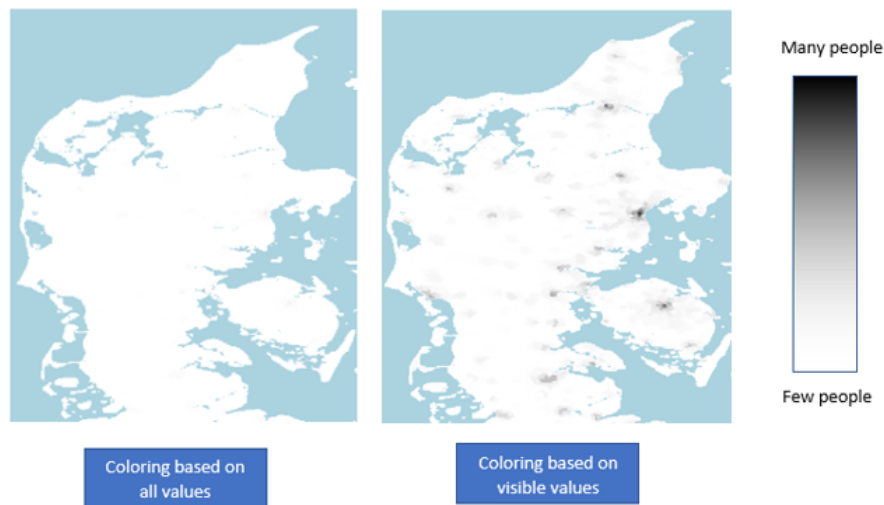 Many people
Few people
Coloring based on
all values
Coloring based on
visible values